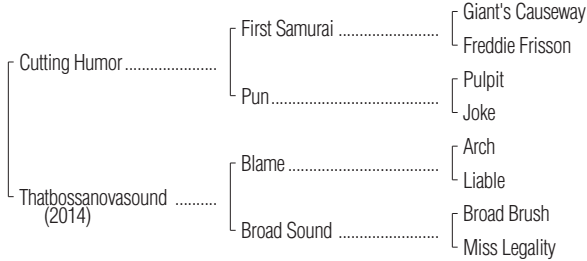 Giant's Causeway
First Samurai ......................
Freddie Frisson
Cutting Humor ....................
Pulpit
Pun.....................................
Joke
Arch
Blame .................................
Liable
Thatbossanovasound .........
(2014)
Broad Brush
Broad Sound ......................
Miss Legality